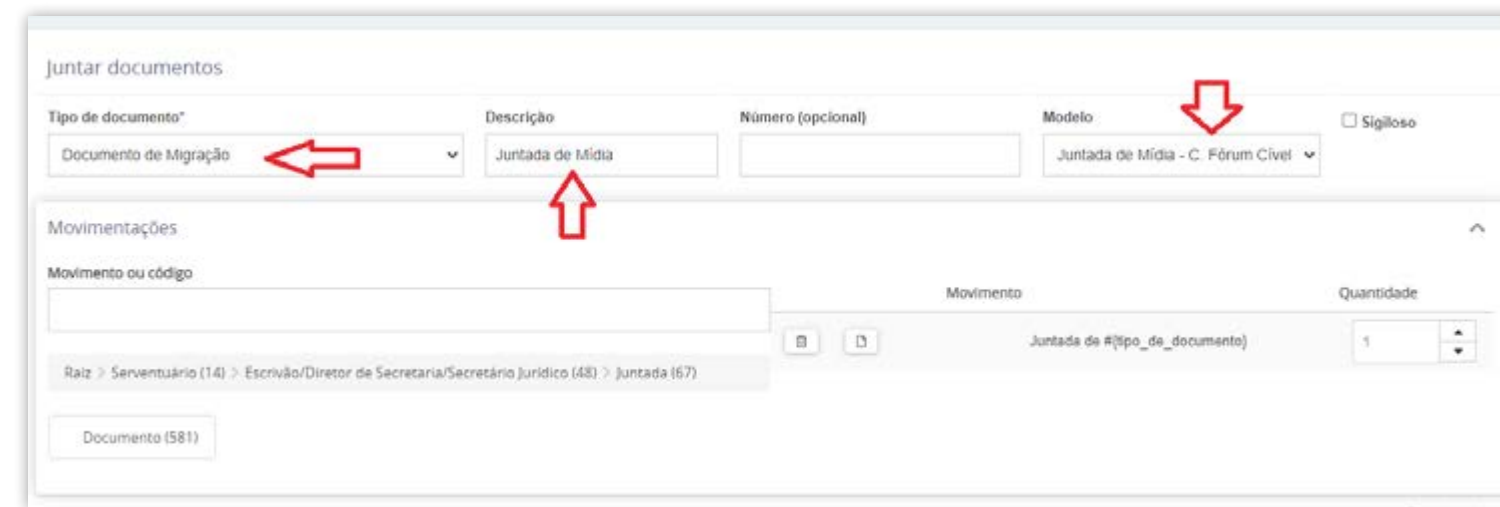 Juntar documentos
Tipo de documento* Descrição Número (opcional) Modelo Sigiloso
Documento de Migração Juntada de Mídia Juntada de Mídia - C. Fórum Cível
Movimentações
Movimento ou código
Movimento Quantidade
Juntada de #{tipo_de_documento} 1
Raiz > Serventuário (14) > Escrivão/Diretor de Secretaria/Secretário Jurídico (48) > Juntada (67)
Documento (581)